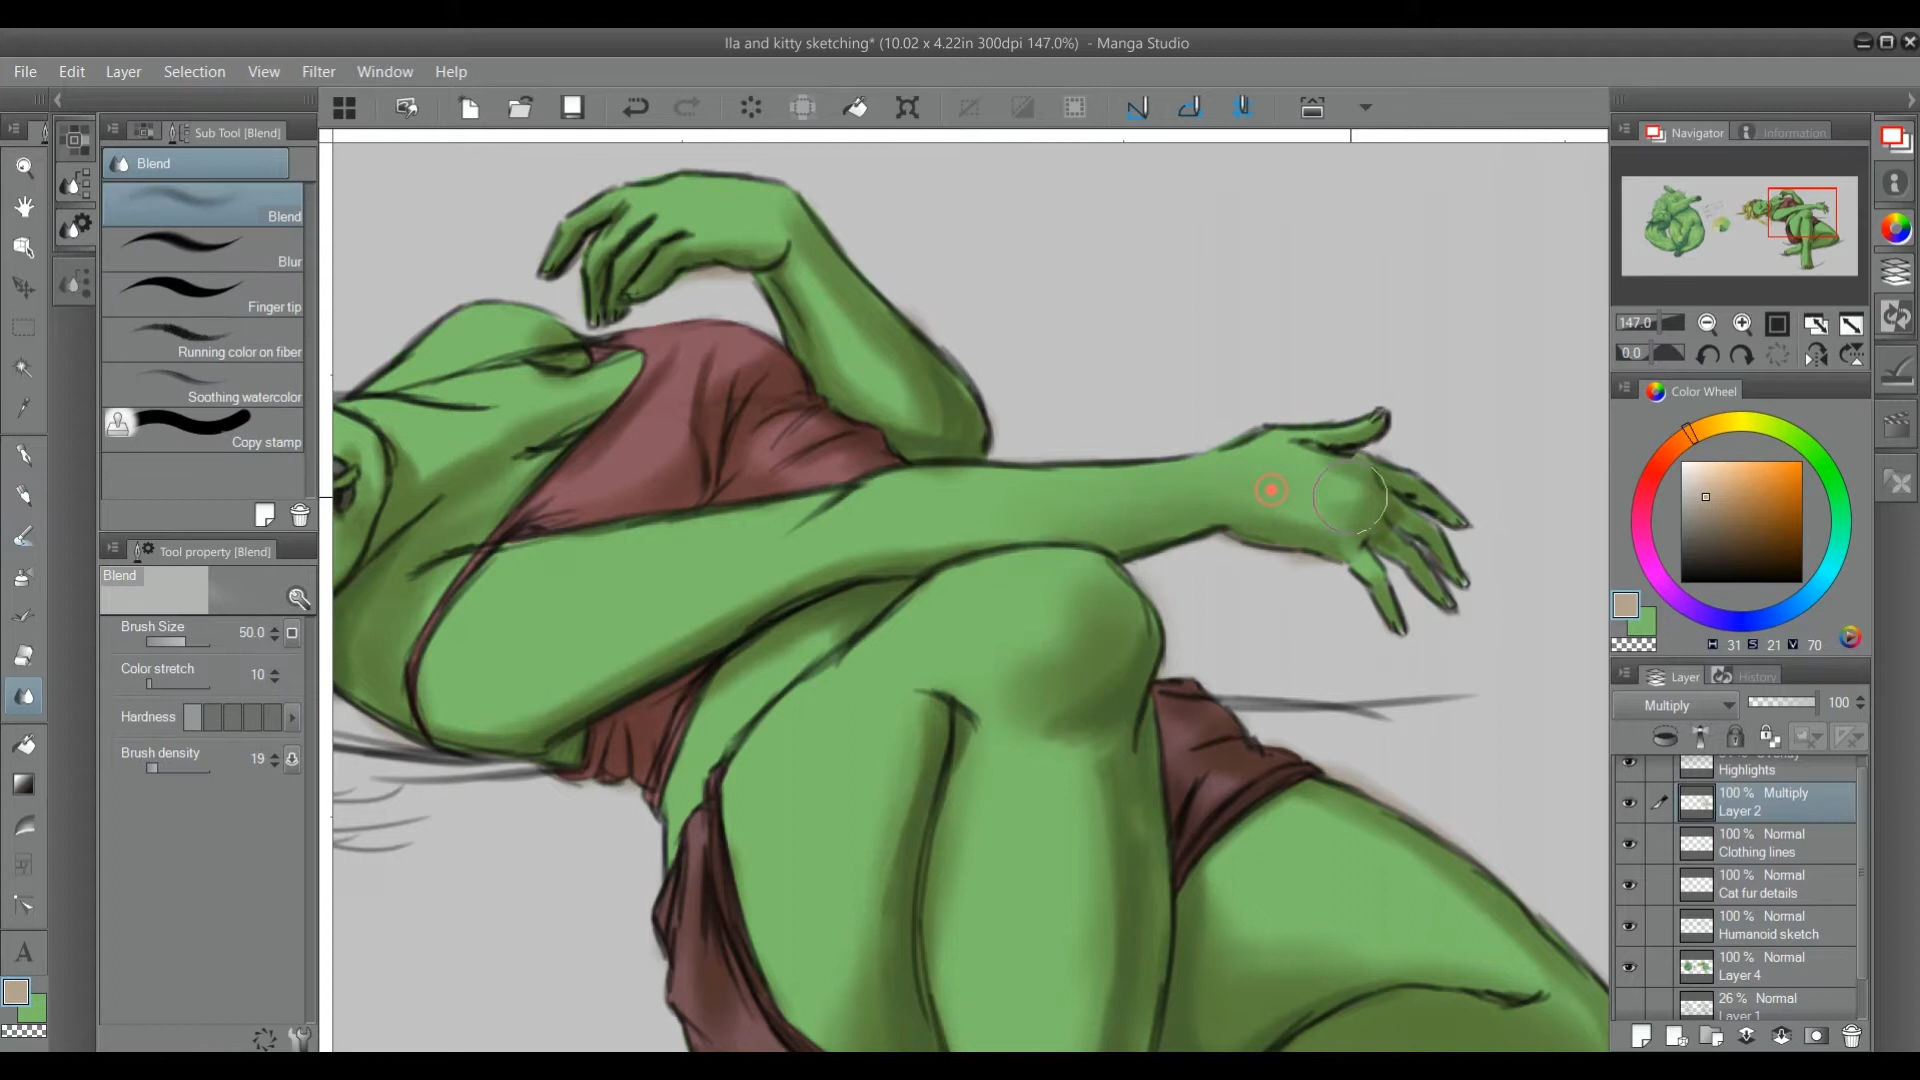 Ila and kitty sketching* (10.02 x 4.22in 300dpi 147.0%) - Manga Studio
File Edit Layer Selection View Filter Window Help
Sub Tool [Blend]
Blend
Blend
Blur
Finger tip
Running color on fiber
Soothing watercolor
Copy stamp
Tool property [Blend]
Blend
Brush Size 50.0
Color stretch 10
Hardness
Brush density 19
A
Navigator Information
147.0
0.0
Color Wheel
H 31 S 21 V 70
Layer History
Multiply 100
Highlights
100 % Multiply
Layer 2
100 % Normal
Clothing lines
100 % Normal
Cat fur details
100 % Normal
Humanoid sketch
100 % Normal
Layer 4
26 % Normal
Layer 1